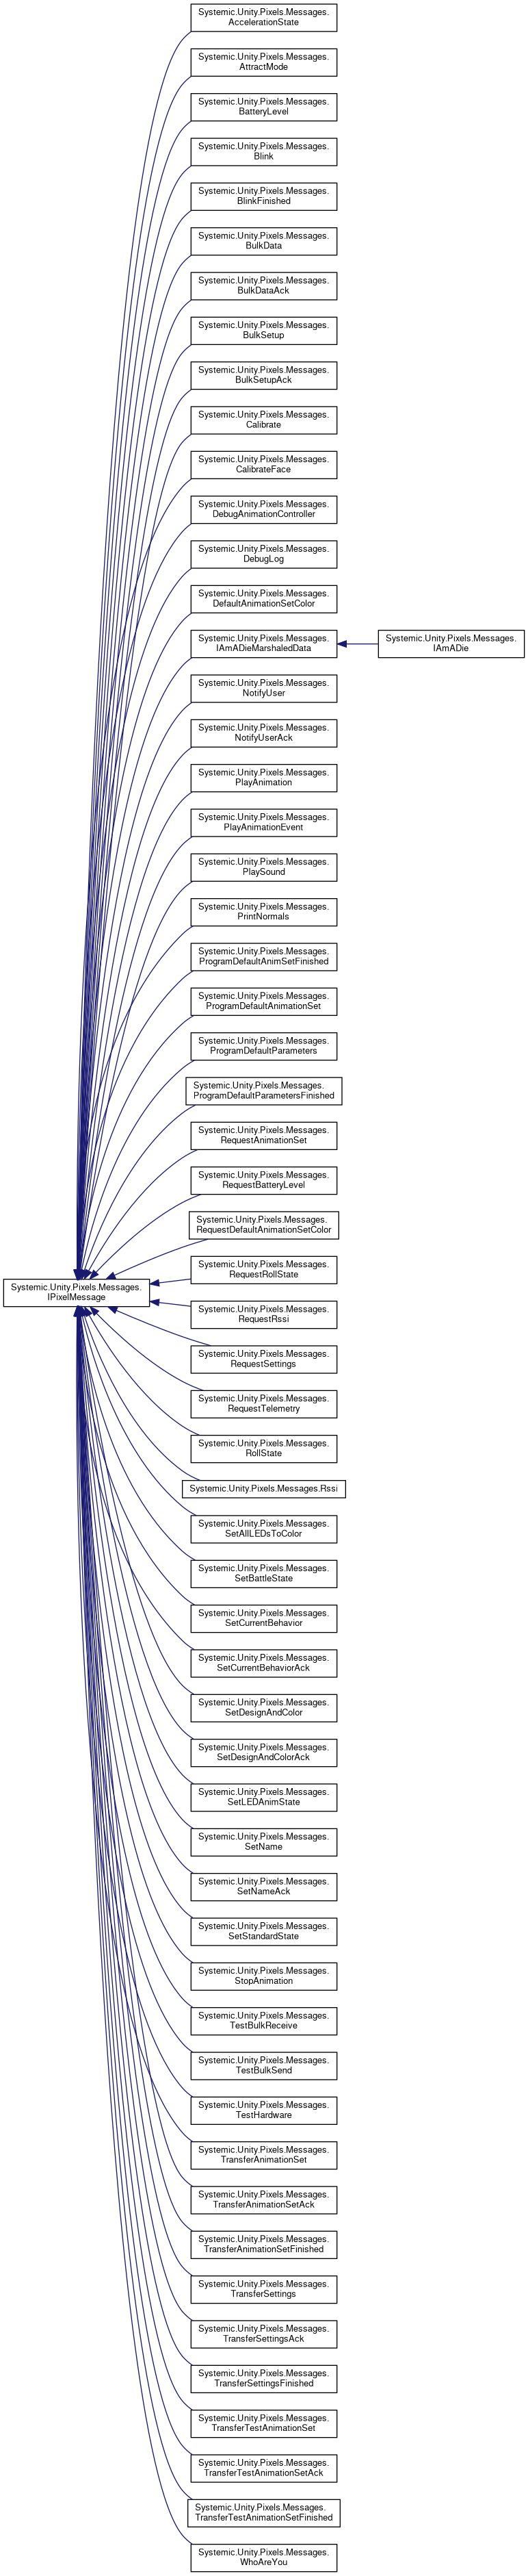 Systemic.Unity.Pixels.Messages.
AccelerationState
Systemic.Unity.Pixels.Messages.
AttractMode
Systemic.Unity.Pixels.Messages.
BatteryLevel
Systemic.Unity.Pixels.Messages.
Blink
Systemic.Unity.Pixels.Messages.
BlinkFinished
Systemic.Unity.Pixels.Messages.
BulkData
Systemic.Unity.Pixels.Messages.
BulkDataAck
Systemic.Unity.Pixels.Messages.
BulkSetup
Systemic.Unity.Pixels.Messages.
BulkSetupAck
Systemic.Unity.Pixels.Messages.
Calibrate
Systemic.Unity.Pixels.Messages.
CalibrateFace
Systemic.Unity.Pixels.Messages.
DebugAnimationController
Systemic.Unity.Pixels.Messages.
DebugLog
Systemic.Unity.Pixels.Messages.
DefaultAnimationSetColor
Systemic.Unity.Pixels.Messages.
IAmADieMarshaledData
Systemic.Unity.Pixels.Messages.
IAmADie
Systemic.Unity.Pixels.Messages.
NotifyUser
Systemic.Unity.Pixels.Messages.
NotifyUserAck
Systemic.Unity.Pixels.Messages.
PlayAnimation
Systemic.Unity.Pixels.Messages.
PlayAnimationEvent
Systemic.Unity.Pixels.Messages.
PlaySound
Systemic.Unity.Pixels.Messages.
PrintNormals
Systemic.Unity.Pixels.Messages.
ProgramDefaultAnimSetFinished
Systemic.Unity.Pixels.Messages.
ProgramDefaultAnimationSet
Systemic.Unity.Pixels.Messages.
ProgramDefaultParameters
Systemic.Unity.Pixels.Messages.
ProgramDefaultParametersFinished
Systemic.Unity.Pixels.Messages.
RequestAnimationSet
Systemic.Unity.Pixels.Messages.
RequestBatteryLevel
Systemic.Unity.Pixels.Messages.
RequestDefaultAnimationSetColor
Systemic.Unity.Pixels.Messages.
RequestRollState
Systemic.Unity.Pixels.Messages.
IPixelMessage
Systemic.Unity.Pixels.Messages.
RequestRssi
Systemic.Unity.Pixels.Messages.
RequestSettings
Systemic.Unity.Pixels.Messages.
RequestTelemetry
Systemic.Unity.Pixels.Messages.
RollState
Systemic.Unity.Pixels.Messages.Rssi
Systemic.Unity.Pixels.Messages.
SetAllLEDsToColor
Systemic.Unity.Pixels.Messages.
SetBattleState
Systemic.Unity.Pixels.Messages.
SetCurrentBehavior
Systemic.Unity.Pixels.Messages.
SetCurrentBehaviorAck
Systemic.Unity.Pixels.Messages.
SetDesignAndColor
Systemic.Unity.Pixels.Messages.
SetDesignAndColorAck
Systemic.Unity.Pixels.Messages.
SetLEDAnimState
Systemic.Unity.Pixels.Messages.
SetName
Systemic.Unity.Pixels.Messages.
SetNameAck
Systemic.Unity.Pixels.Messages.
SetStandardState
Systemic.Unity.Pixels.Messages.
StopAnimation
Systemic.Unity.Pixels.Messages.
TestBulkReceive
Systemic.Unity.Pixels.Messages.
TestBulkSend
Systemic.Unity.Pixels.Messages.
TestHardware
Systemic.Unity.Pixels.Messages.
TransferAnimationSet
Systemic.Unity.Pixels.Messages.
TransferAnimationSetAck
Systemic.Unity.Pixels.Messages.
TransferAnimationSetFinished
Systemic.Unity.Pixels.Messages.
TransferSettings
Systemic.Unity.Pixels.Messages.
TransferSettingsAck
Systemic.Unity.Pixels.Messages.
TransferSettingsFinished
Systemic.Unity.Pixels.Messages.
TransferTestAnimationSet
Systemic.Unity.Pixels.Messages.
TransferTestAnimationSetAck
Systemic.Unity.Pixels.Messages.
TransferTestAnimationSetFinished
Systemic.Unity.Pixels.Messages.
WhoAreYou